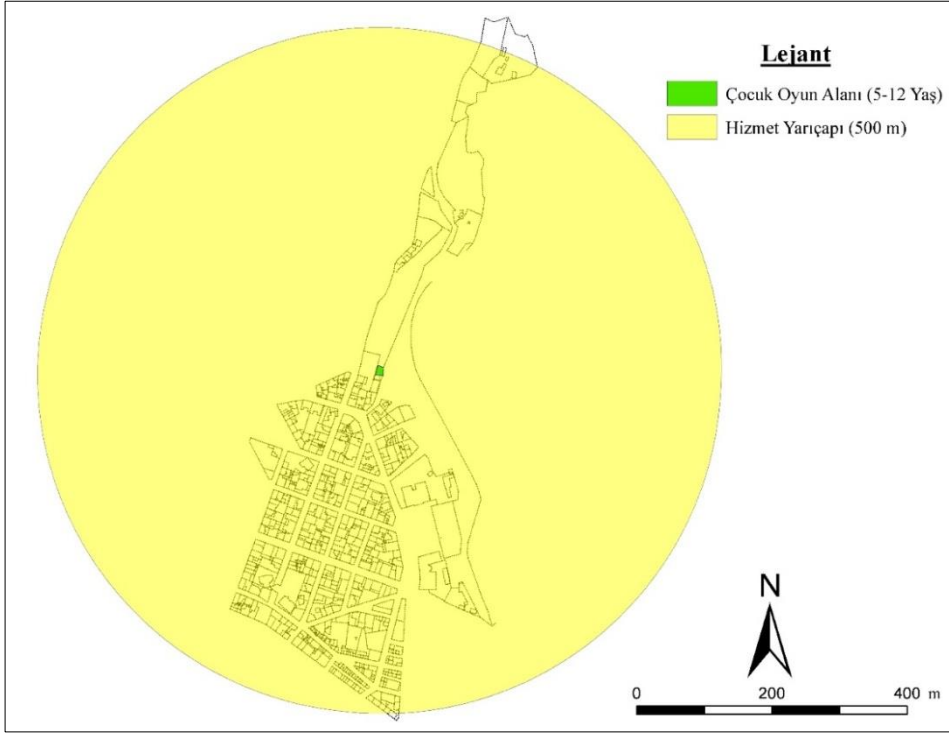 Lejant
Çocuk Oyun Alanı (5-12 Yaş)
Hizmet Yarıçapı (500 m)
N
0 200 400 m